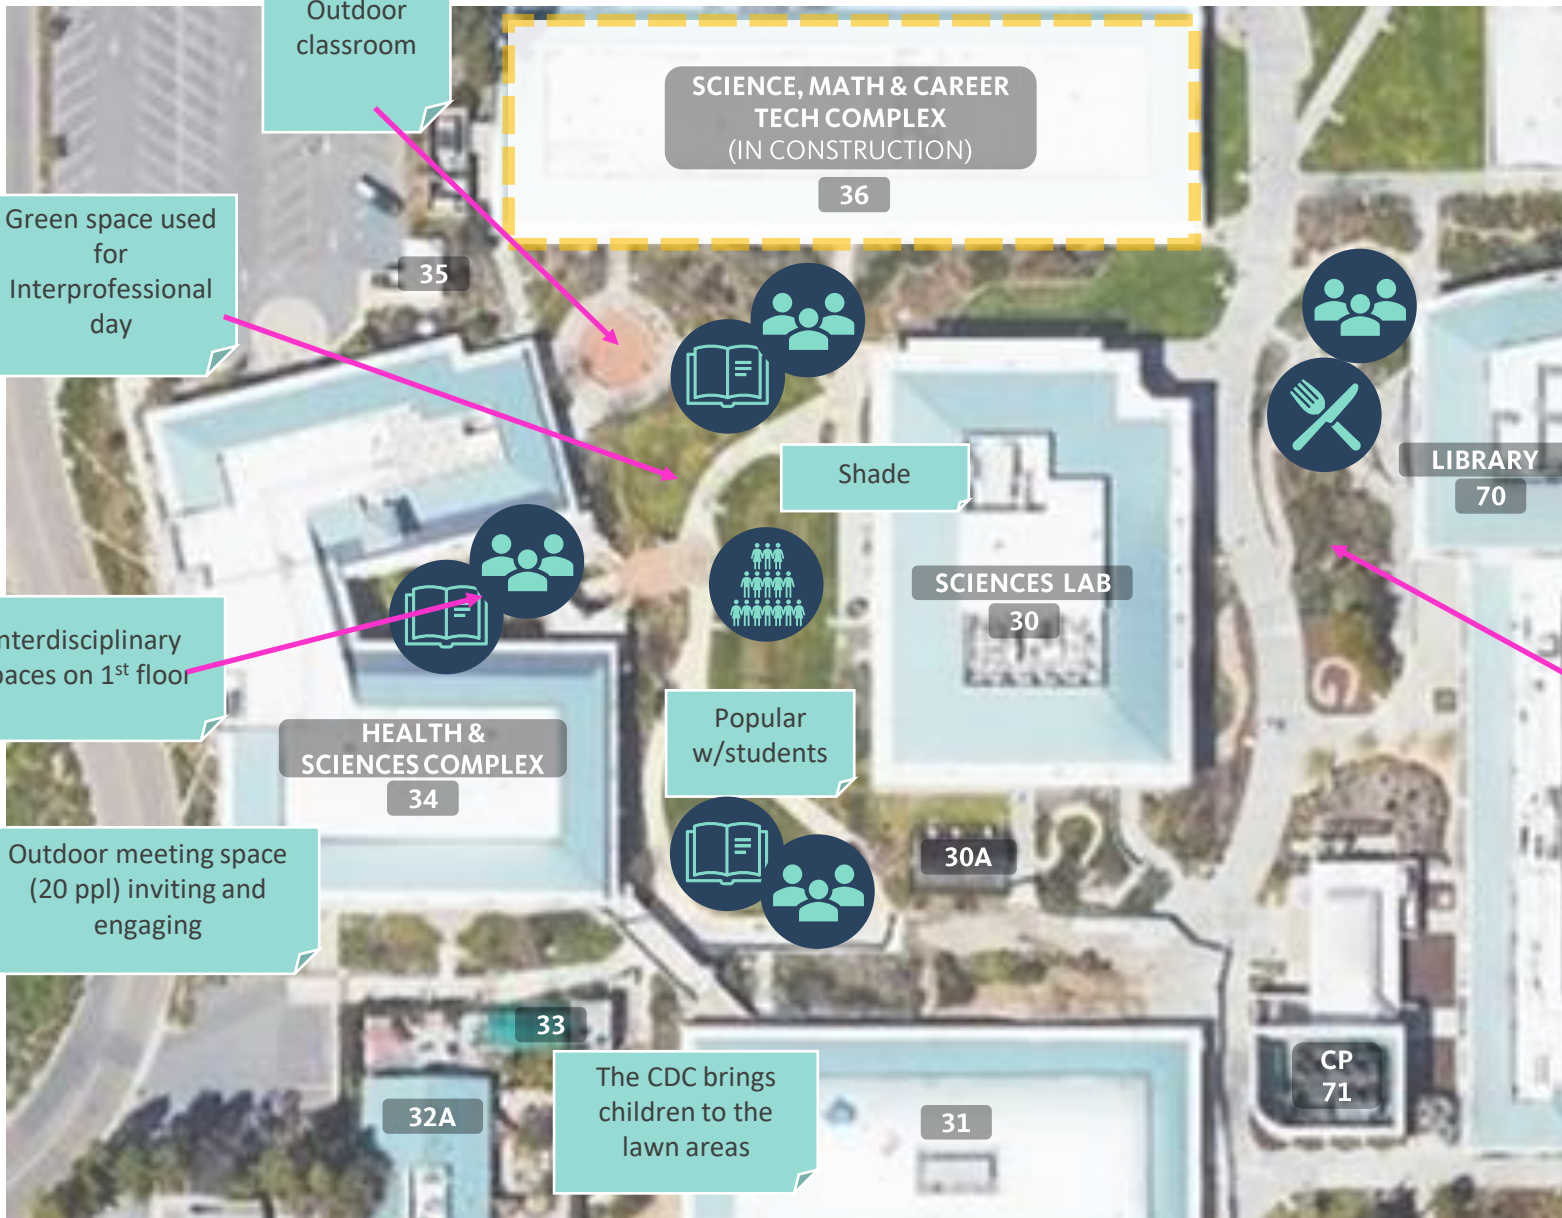 Outdoor
classroom
SCIENCE, MATH & CAREER
TECH COMPLEX
(IN CONSTRUCTION)
36
Green space used
for
Interprofessional
day
35
Shade
LIBRARY
70
SCIENCES LAB
30
nterdisciplinary
paces on 1st floor
Popular
w/students
HEALTH &
SCIENCES COMPLEX
34
Outdoor meeting space
(20 ppl) inviting and
engaging
30A
33
The CDC brings
children to the
lawn areas
32A
31
CP
71